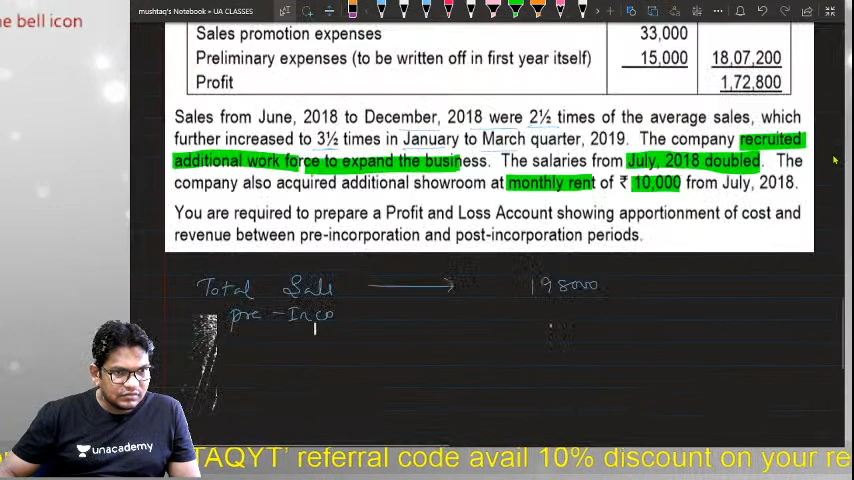 the bell icon
mushtaq's Notebook » UA CLASSES
Sales promotion expenses 33,000
Preliminary expenses (to be written off in first year itself) 15,000 18,07,200
Profit 1,72,800
Sales from June, 2018 to December, 2018 were 2½ times of the average sales, which
further increased to 3½ times in January to March quarter, 2019. The company recruited
additional work force to expand the business. The salaries from July, 2018 doubled. The
company also acquired additional showroom at monthly rent of ₹ 10,000 from July, 2018.
You are required to prepare a Profit and Loss Account showing apportionment of cost and
revenue between pre-incorporation and post-incorporation periods.
Total Sale → 198000
pre - Inco
unacademy
TAQYT' referral code avail 10% discount on your re